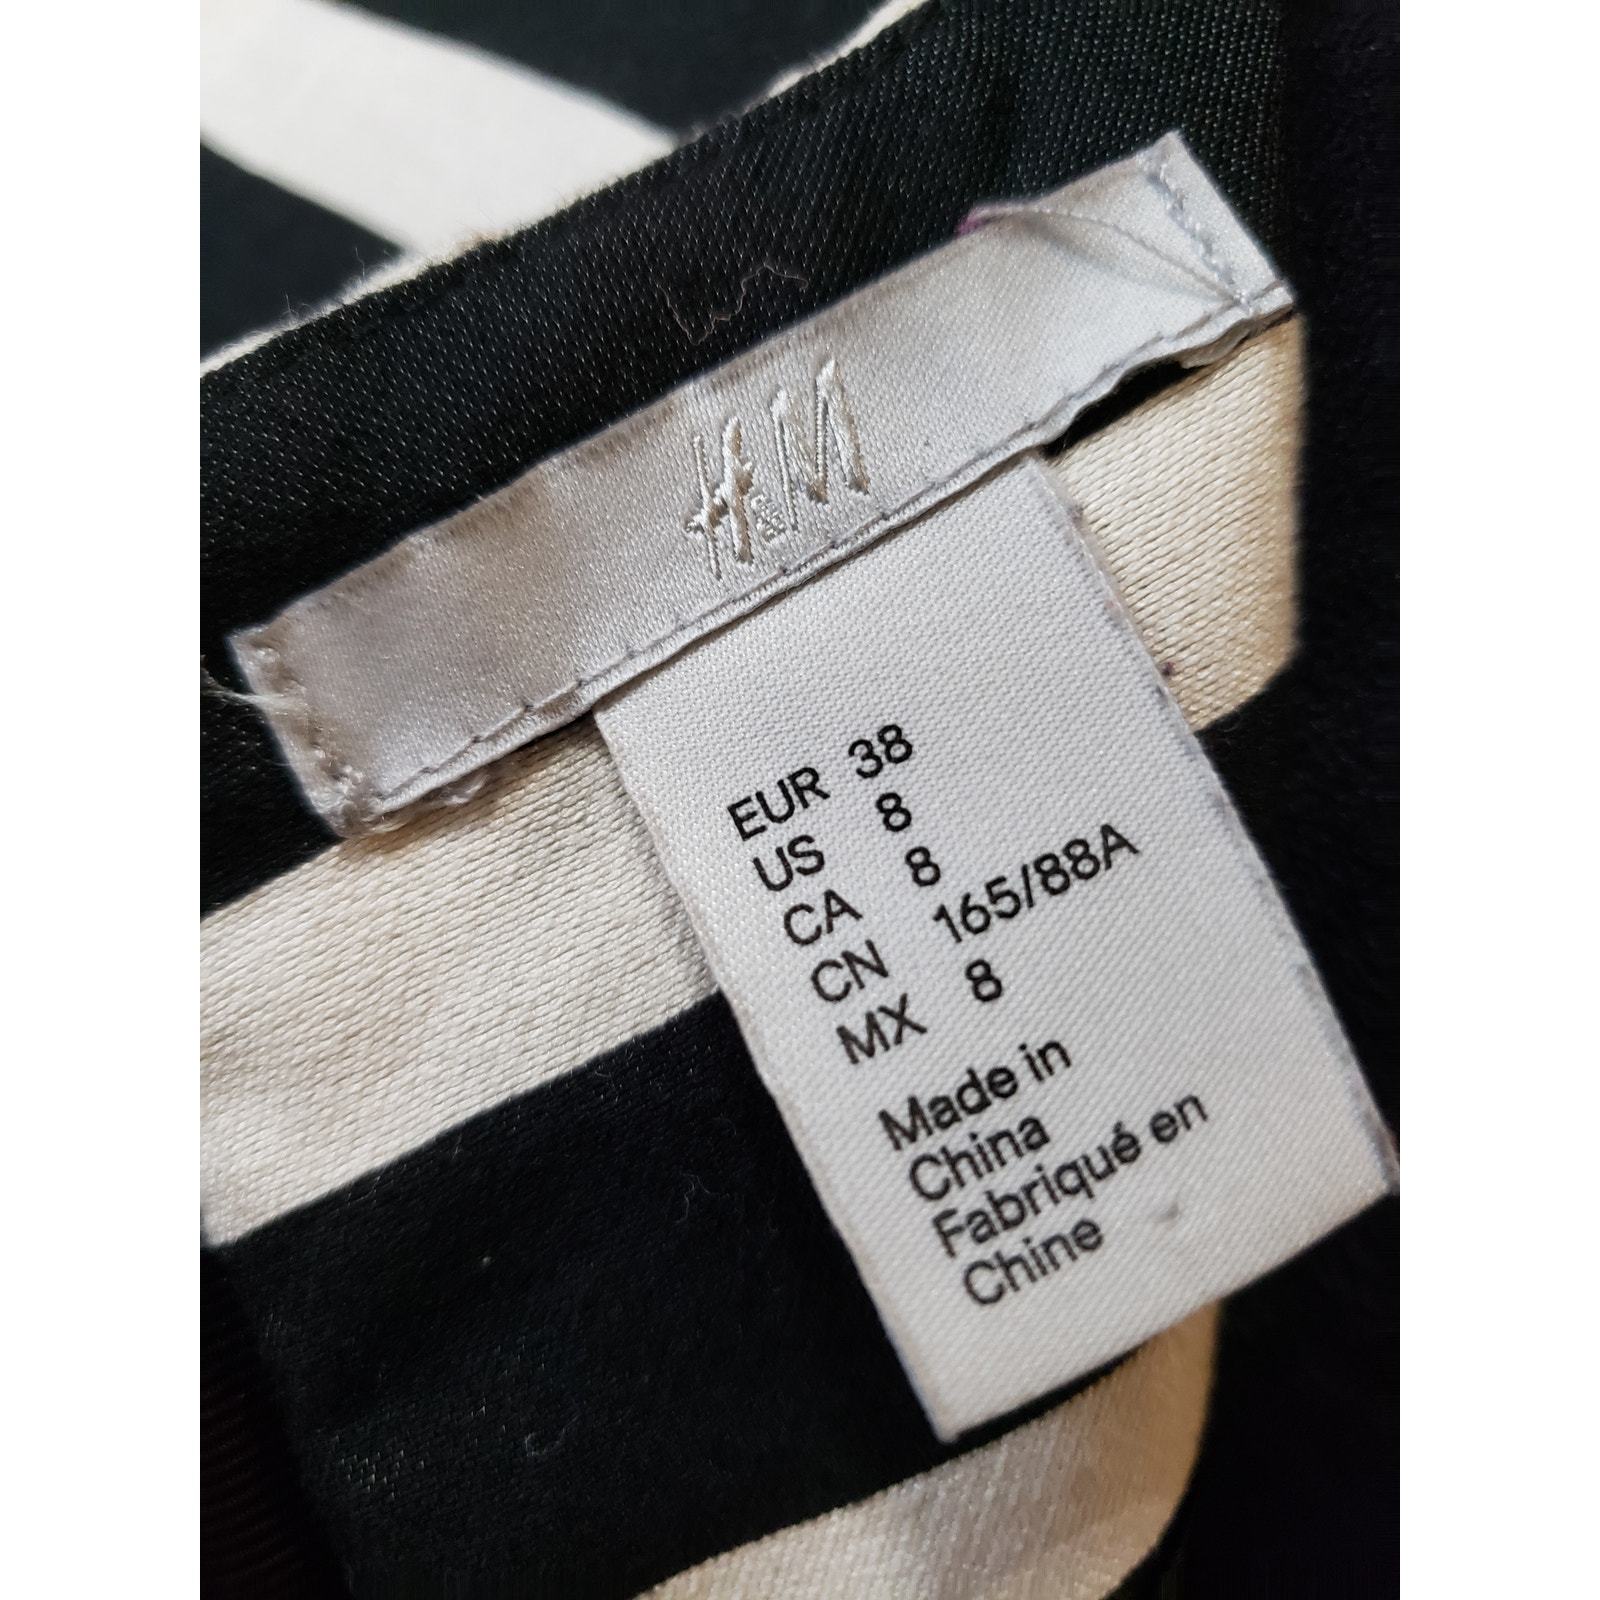 H&M
EUR 38
US 8
CA 8
CN 165/88A
MX 8
Made in
China
Fabriqué en
Chine